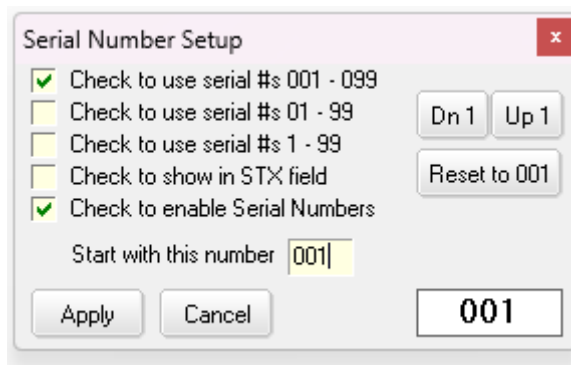 Serial Number Setup x
Check to use serial #s 001 - 099
Check to use serial #s 01 - 99
Check to use serial #s 1 - 99
Check to show in STX field
Check to enable Serial Numbers
Dn 1 Up 1
Reset to 001
Start with this number 001
Apply Cancel 001